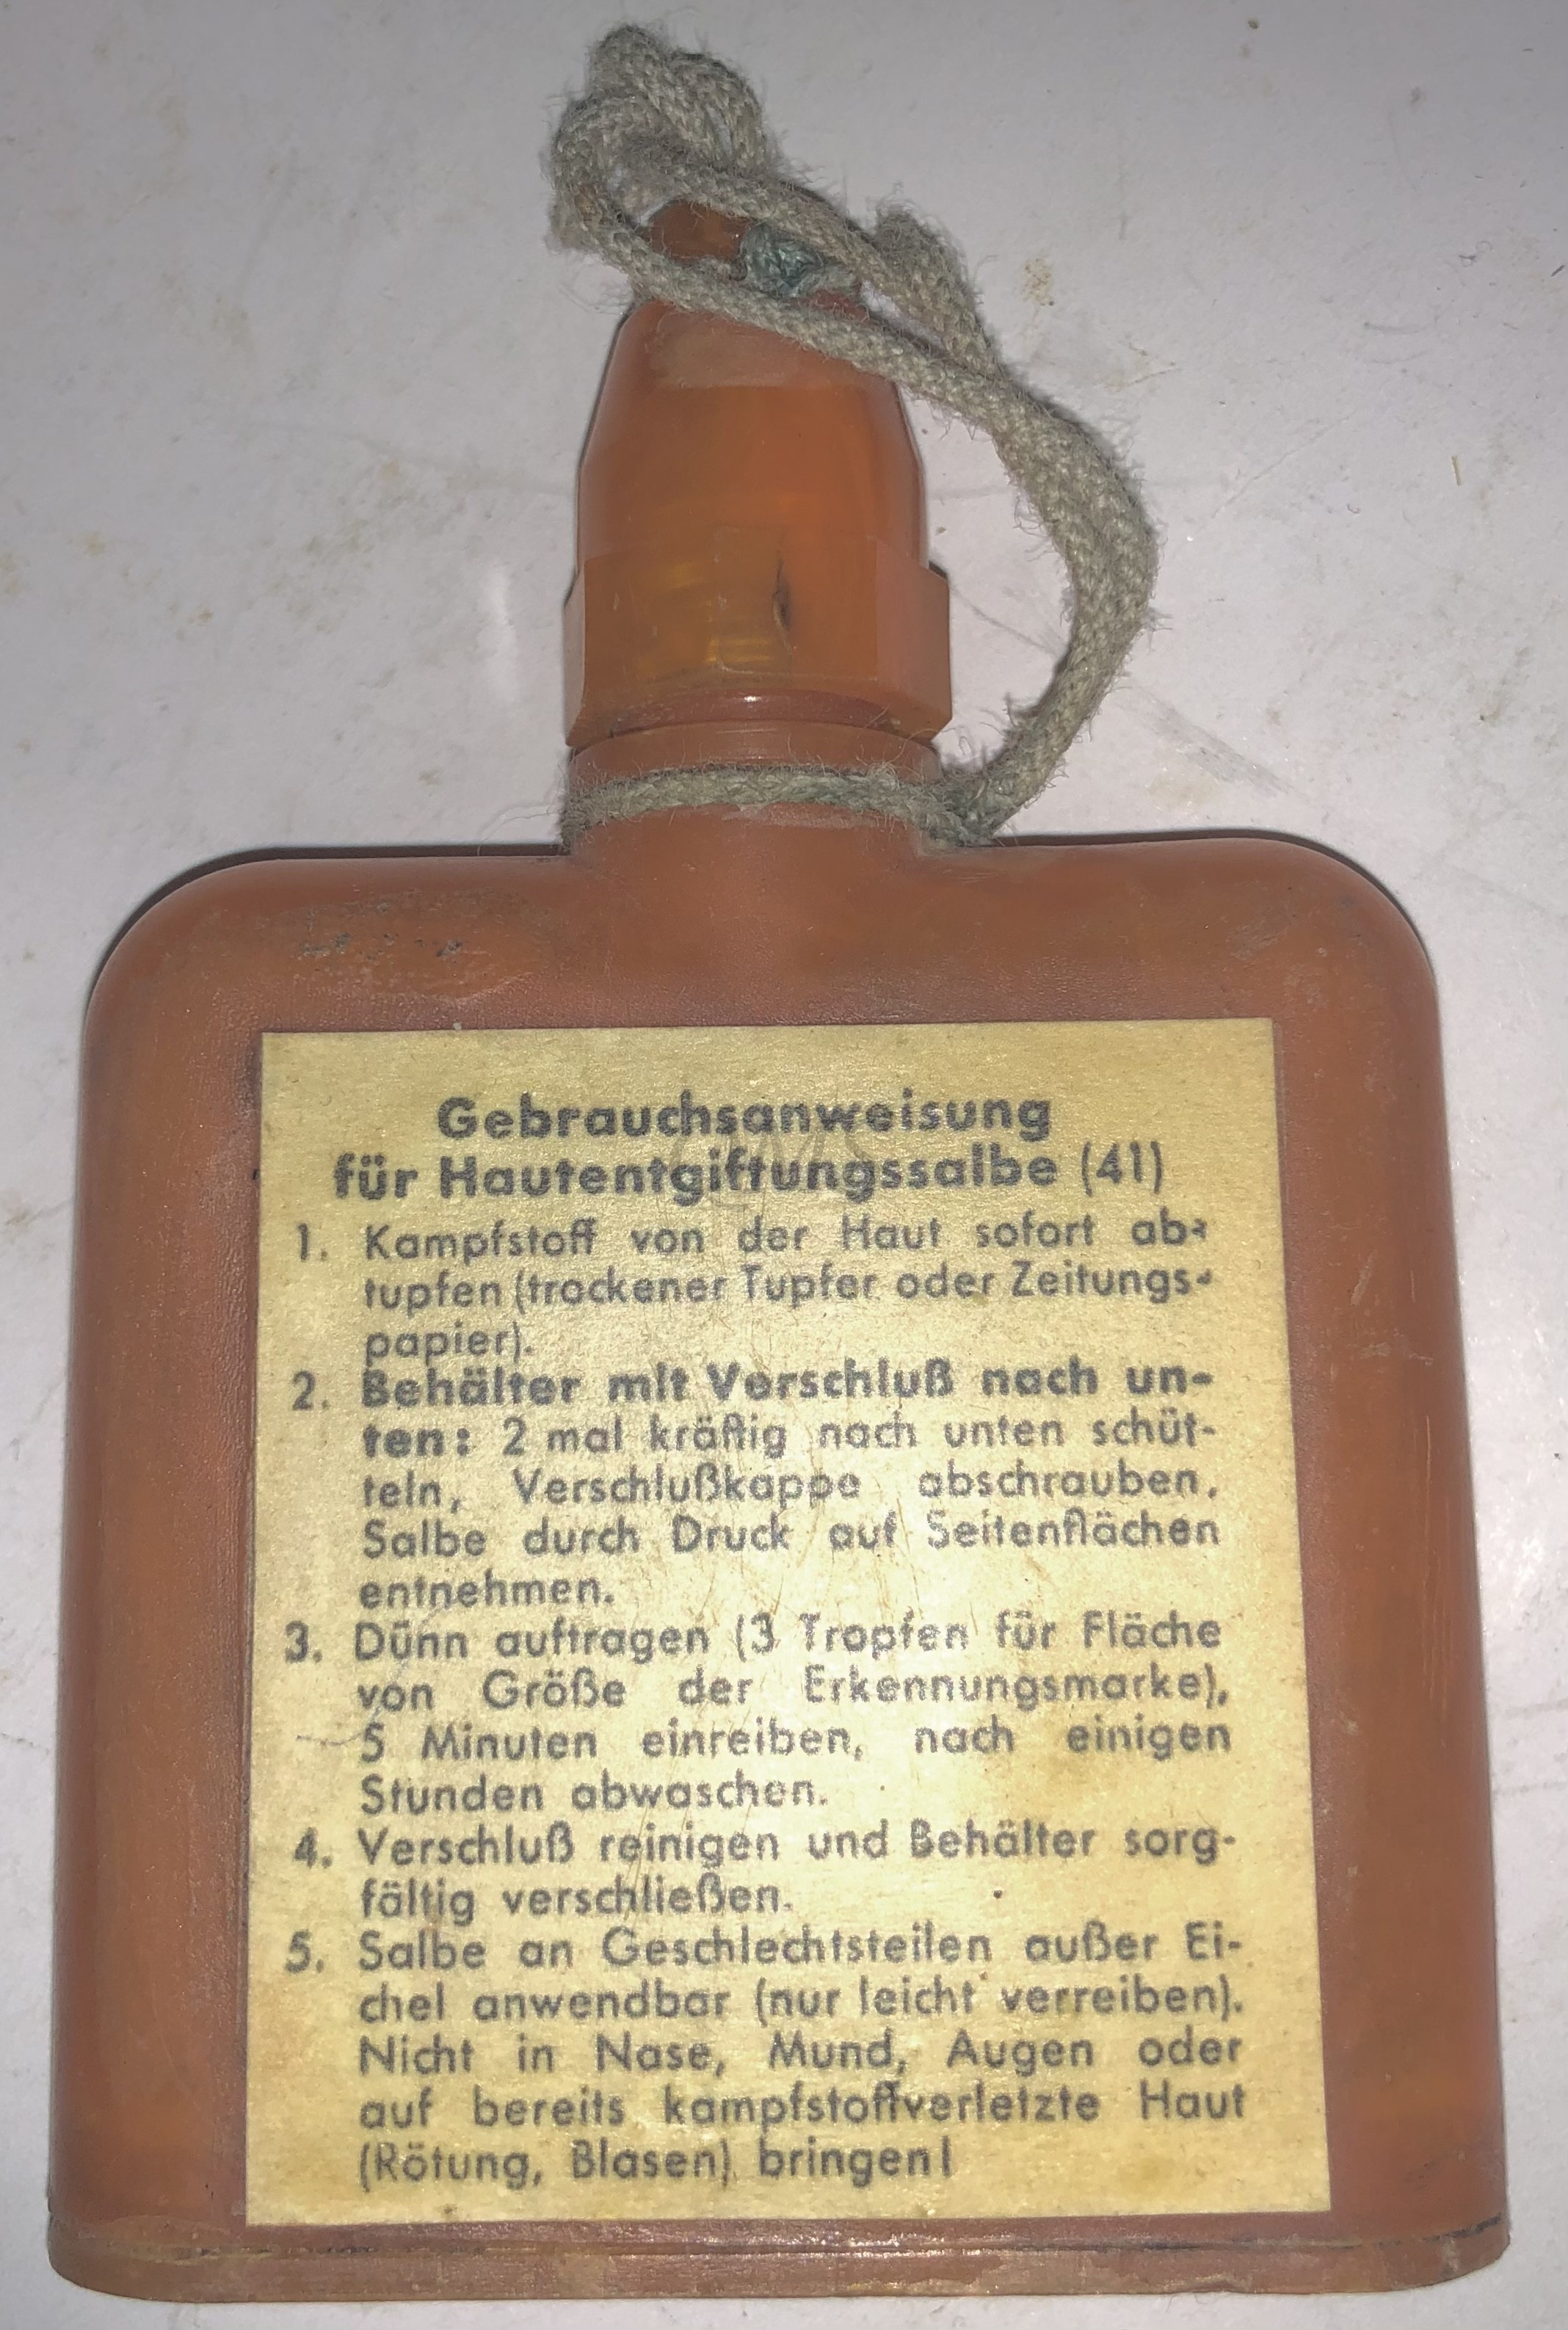 Gebrauchsanweisung
für Hautentgiftungssalbe (41)
1. Kampfstoff von der Haut sofort ab-
tupfen (trockener Tupfer oder Zeitungs-
papier).
2. Behälter mit Verschluß nach un-
ten: 2 mal kräftig nach unten schüt-
teln, Verschlußkappe abschrauben.
Salbe durch Druck auf Seitenflächen
entnehmen.
3. Dünn auftragen (3 Tropfen für Fläche
von Größe der Erkennungsmarke),
5 Minuten einreiben, nach einigen
Stunden abwaschen.
4. Verschluß reinigen und Behälter sorg-
fältig verschließen.
5. Salbe an Geschlechtsteilen außer Ei-
chel anwendbar (nur leicht verreiben).
Nicht in Nase, Mund, Augen oder
auf bereits kampfstoffverletzte Haut
(Rötung, Blasen) bringen!